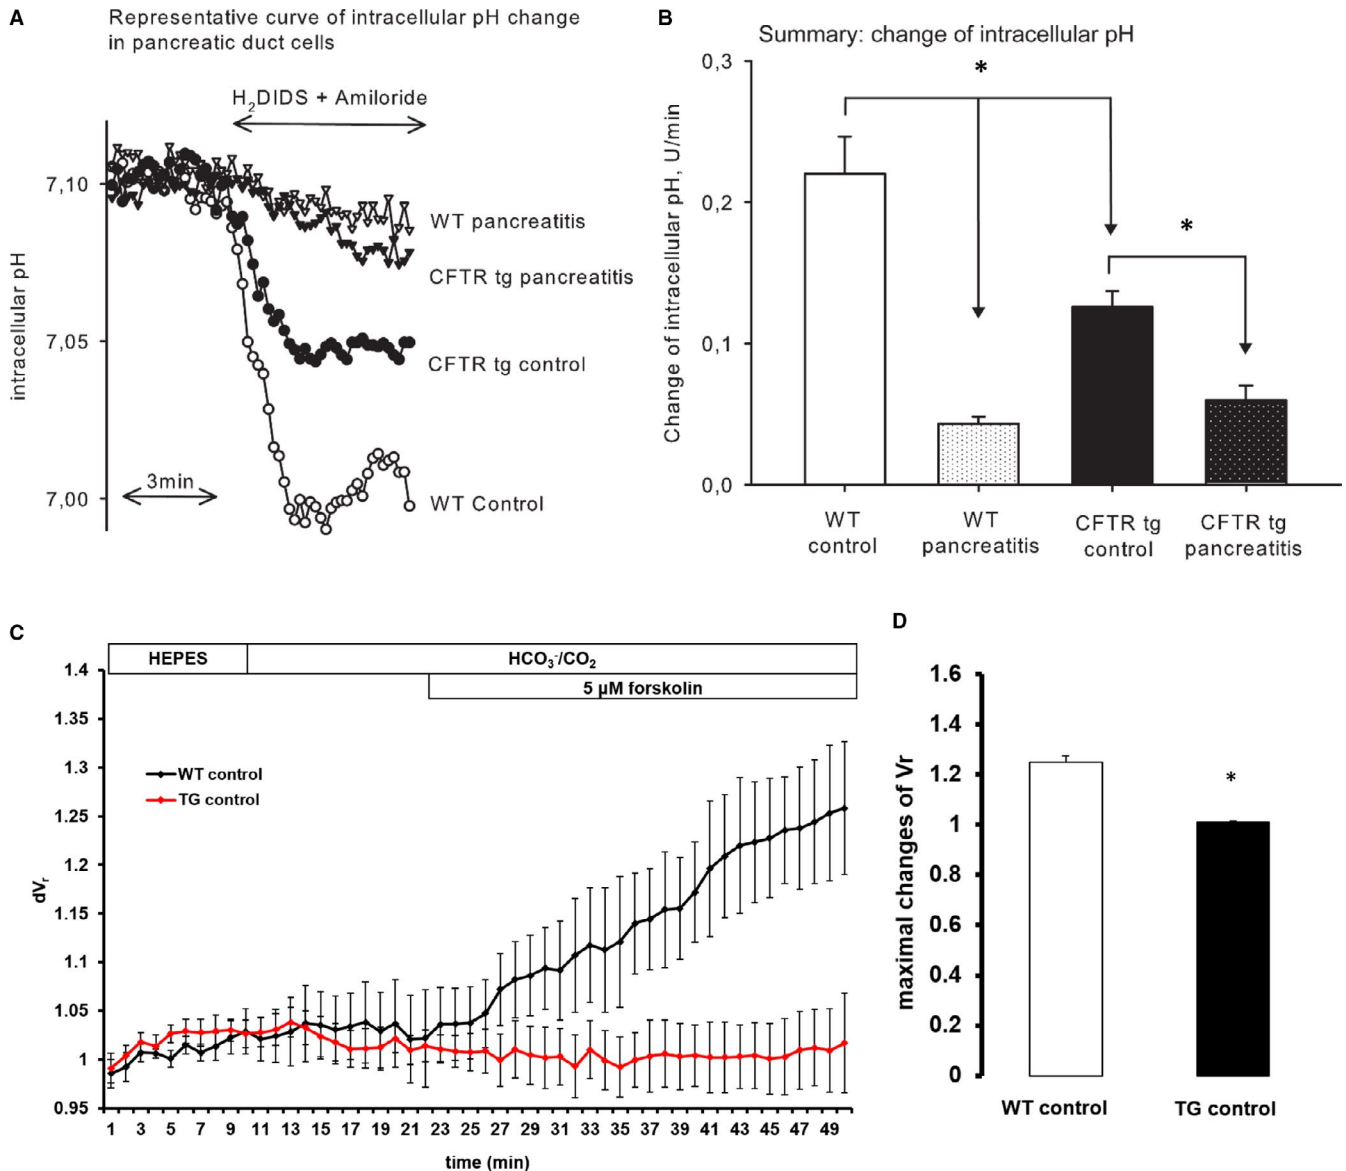 A
Representative curve of intracellular pH change
in pancreatic duct cells
H2DIDS + Amiloride
7,10
7,05
7,00
intracellular pH
WT pancreatitis
CFTR tg pancreatitis
CFTR tg control
WT Control
3min
B
Summary: change of intracellular pH
0,3
0,2
0,1
0,0
Change of intracellular pH, U/min
*
*
WT
control
WT
pancreatitis
CFTR tg
control
CFTR tg
pancreatitis
C
HEPES
HCO3-/CO2
5 µM forskolin
1.4
1.35
1.3
1.25
1.2
1.15
1.1
1.05
1
0.95
dVr
WT control
TG control
1 3 5 7 9 11 13 15 17 19 21 23 25 27 29 31 33 35 37 39 41 43 45 47 49
time (min)
D
1.6
1.4
1.2
1
0.8
0.6
0.4
0.2
0
maximal changes of Vr
*
WT control
TG control